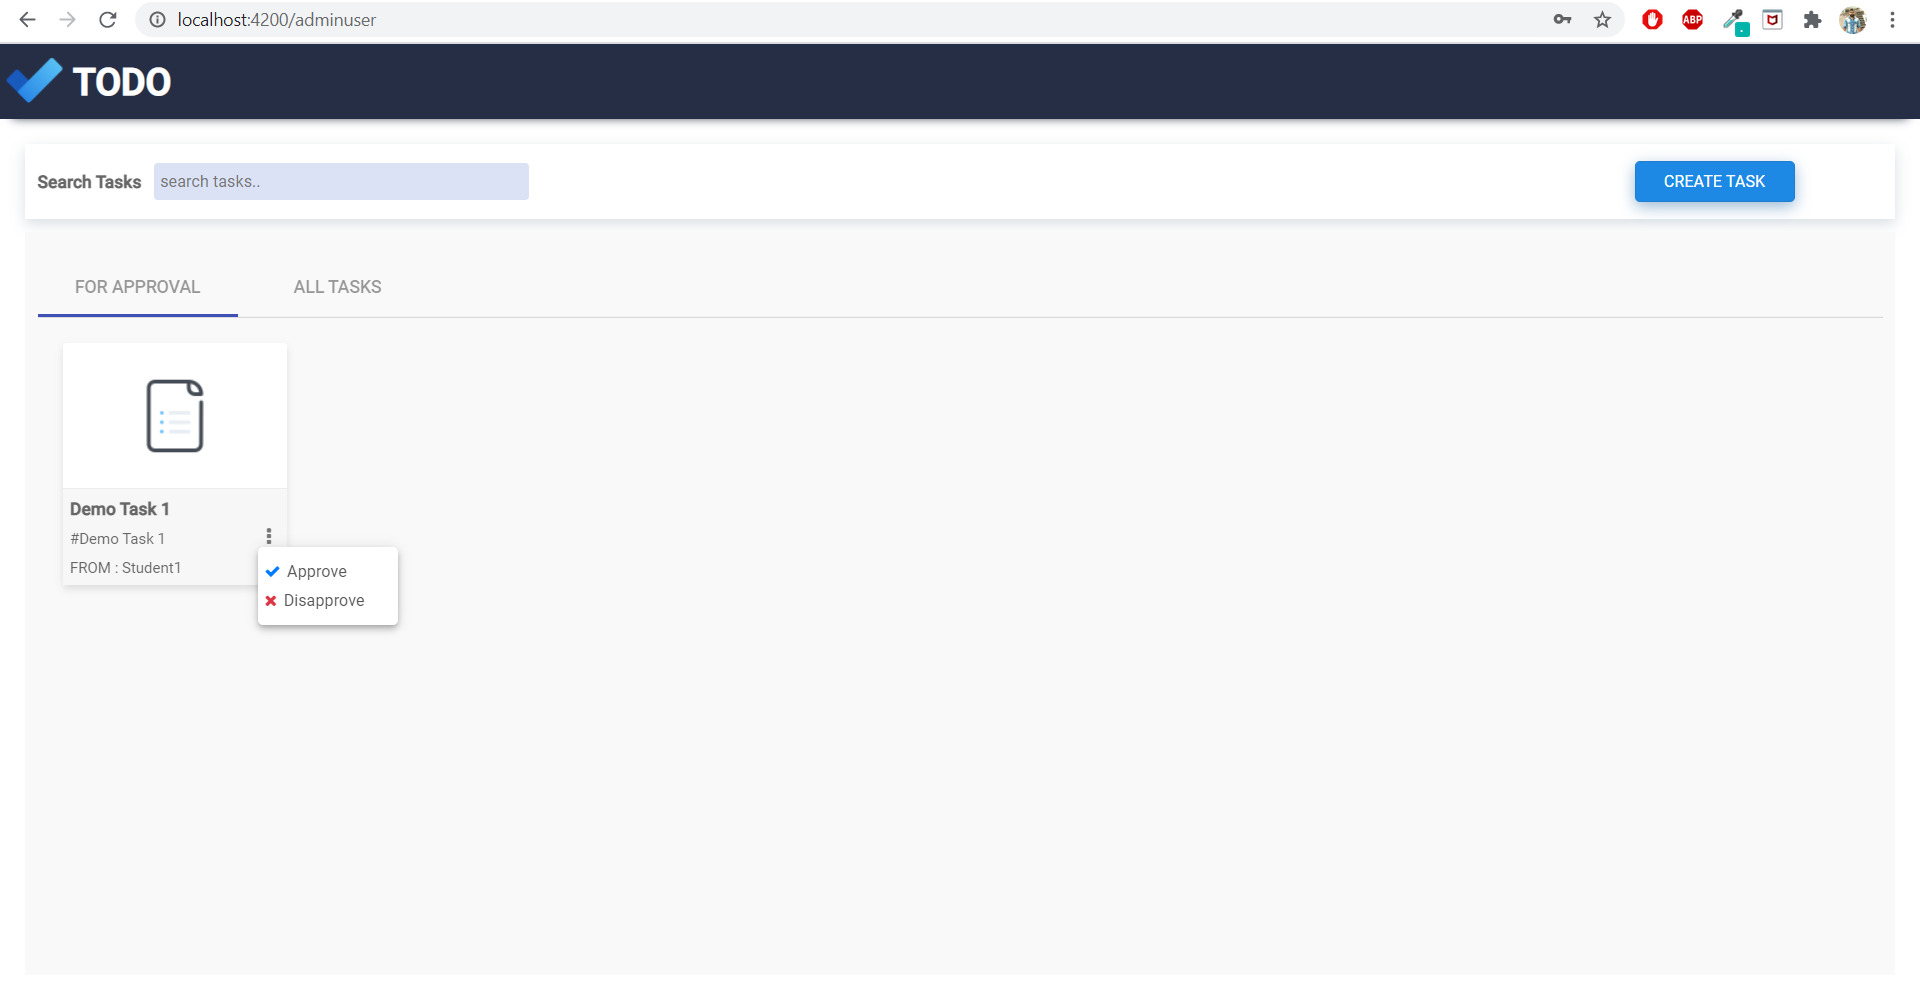 localhost:4200/adminuser
ABP
TODO
Search Tasks search tasks.. CREATE TASK
FOR APPROVAL ALL TASKS
Demo Task 1
#Demo Task 1
FROM : Student1
Approve
Disapprove